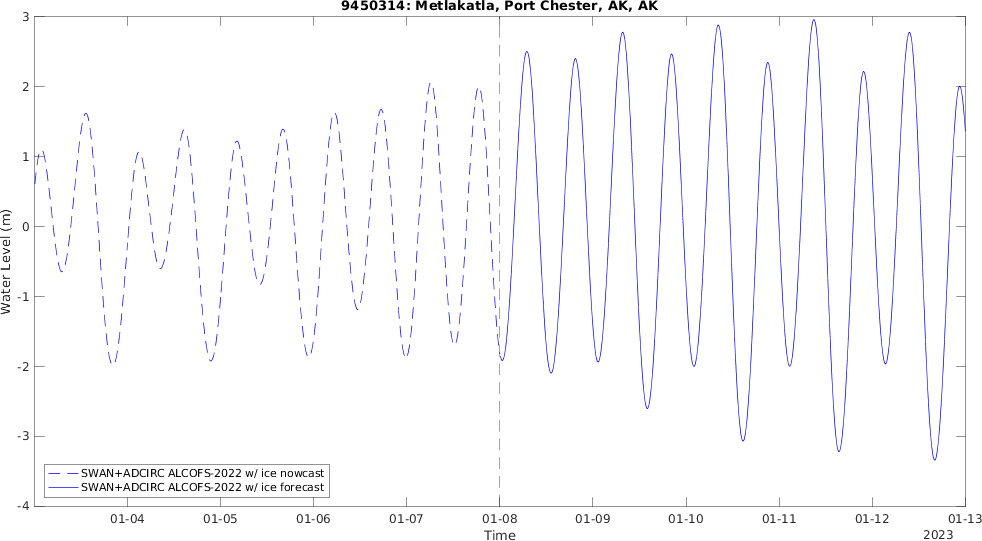 9450314: Metlakatla, Port Chester, AK, AK
3
2
1
0
-1
-2
-3
-4
Water Level (m)
SWAN+ADCIRC ALCOFS-2022 w/ ice nowcast
SWAN+ADCIRC ALCOFS-2022 w/ ice forecast
01-04 01-05 01-06 01-07 01-08 01-09 01-10 01-11 01-12 01-13
Time
2023